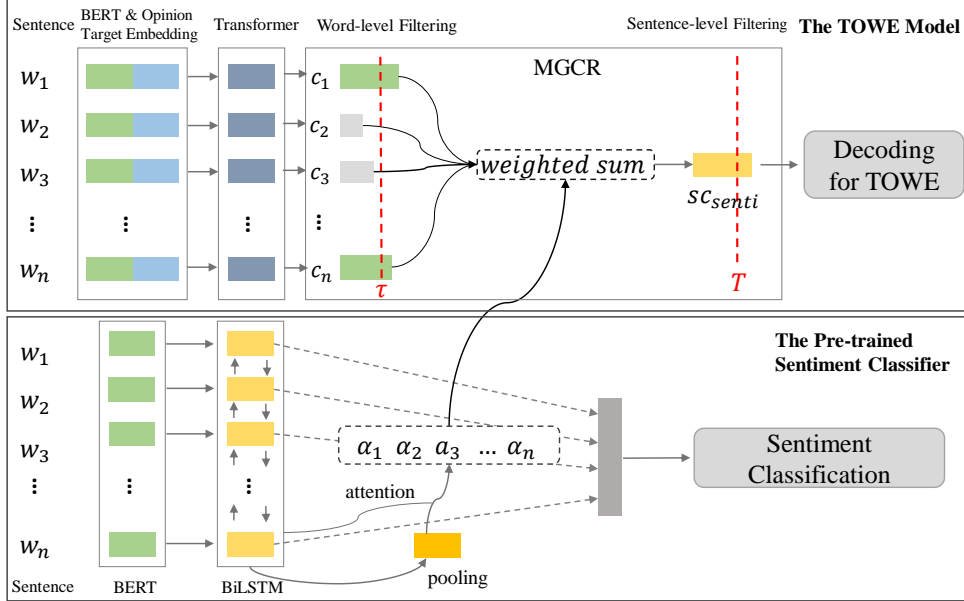 Sentence
BERT & Opinion
Target Embedding
Transformer
Word-level Filtering
Sentence-level Filtering
The TOWE Model
MGCR
w1
c1
w2
c2
w3
c3
weighted sum
Decoding
for TOWE
sc_senti
...
...
...
...
wn
cn
τ
T
The Pre-trained
Sentiment Classifier
w1
w2
w3
α1 α2 a3 ... αn
Sentiment
Classification
...
...
...
attention
wn
pooling
Sentence
BERT
BiLSTM